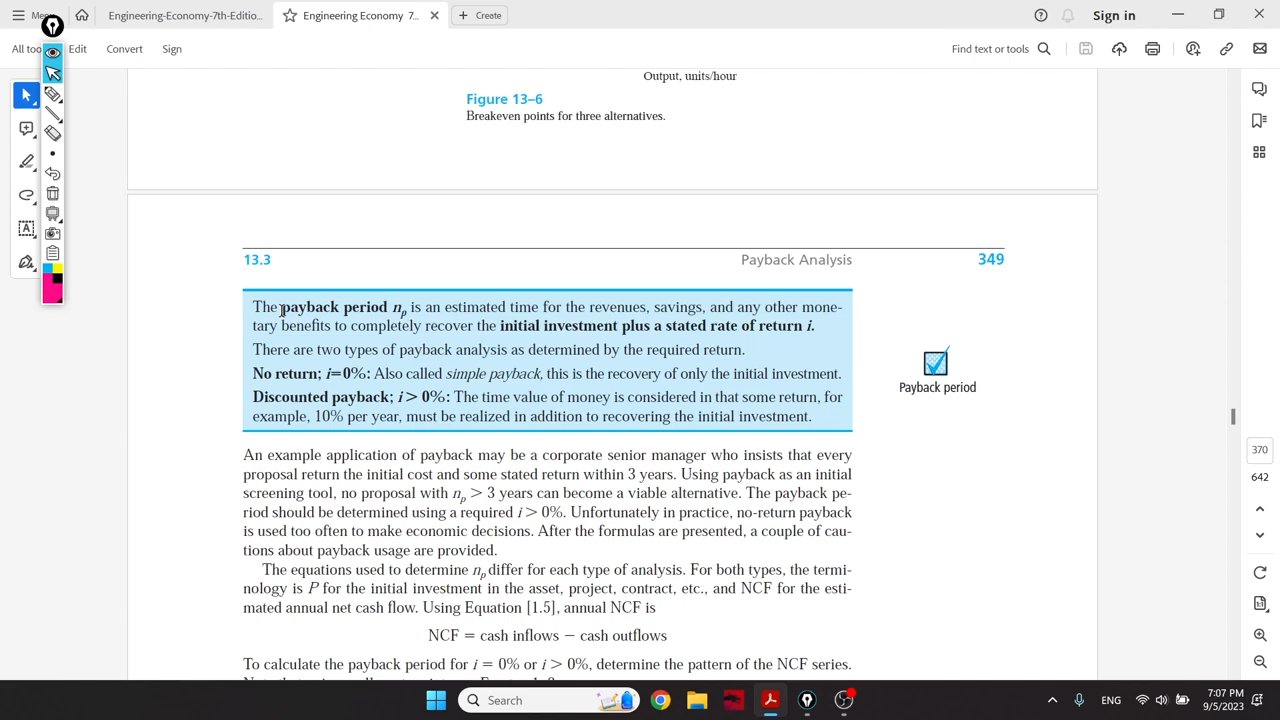 Menu
Engineering-Economy-7th-Editio...
Engineering Economy 7...
Create
Sign in
Edit
Convert
Sign
Find text or tools
Output, units/hour
Figure 13–6
Breakeven points for three alternatives.
13.3 Payback Analysis 349
The payback period np is an estimated time for the revenues, savings, and any other mone-
tary benefits to completely recover the initial investment plus a stated rate of return i.
There are two types of payback analysis as determined by the required return.
No return; i=0%: Also called simple payback, this is the recovery of only the initial investment.
Discounted payback; i > 0%: The time value of money is considered in that some return, for
example, 10% per year, must be realized in addition to recovering the initial investment.
Payback period
An example application of payback may be a corporate senior manager who insists that every
proposal return the initial cost and some stated return within 3 years. Using payback as an initial
screening tool, no proposal with np > 3 years can become a viable alternative. The payback pe-
riod should be determined using a required i > 0%. Unfortunately in practice, no-return payback
is used too often to make economic decisions. After the formulas are presented, a couple of cau-
tions about payback usage are provided.
The equations used to determine np differ for each type of analysis. For both types, the termi-
nology is P for the initial investment in the asset, project, contract, etc., and NCF for the esti-
mated annual net cash flow. Using Equation [1.5], annual NCF is
NCF = cash inflows − cash outflows
To calculate the payback period for i = 0% or i > 0%, determine the pattern of the NCF series.
370
642
Search
ENG
7:07 PM
9/5/2023